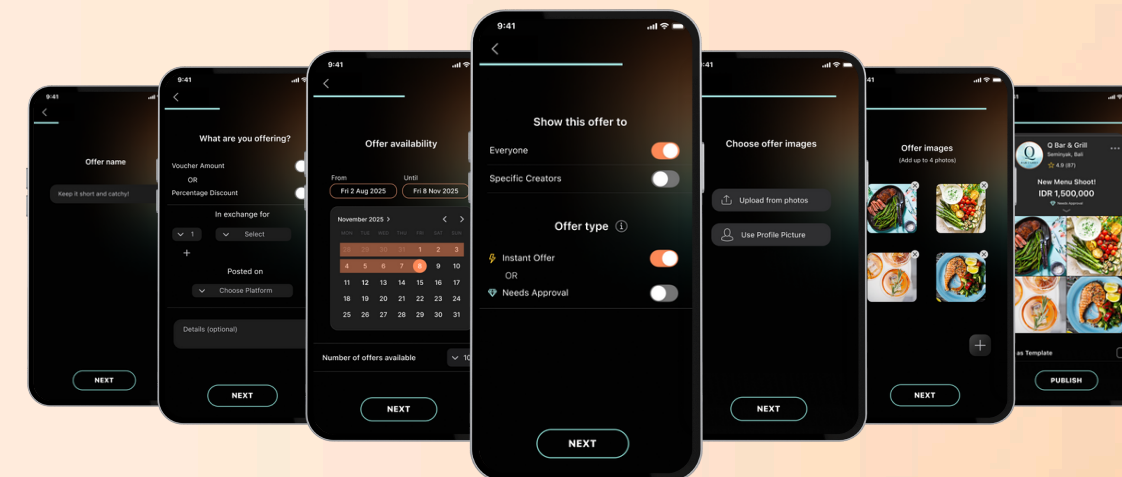 9:41
Offer name
Keep it short and catchy!
NEXT
9:41
What are you offering?
Voucher Amount
OR
Percentage Discount
In exchange for
1
Select
+
Posted on
Choose Platform
Details (optional)
NEXT
9:41
Offer availability
From
Until
Fri 2 Aug 2025
Fri 8 Nov 2025
November 2025 >
MON TUE WED THU FRI SAT SUN
28 29 30 31 1 2 3
4 5 6 7 8 9 10
11 12 13 14 15 16 17
18 19 20 21 22 23 24
25 26 27 28 29 30 31
Number of offers available
10
NEXT
9:41
Show this offer to
Everyone
Specific Creators
Offer type
Instant Offer
OR
Needs Approval
NEXT
:41
Choose offer images
Upload from photos
Use Profile Picture
NEXT
41
Offer images
(Add up to 4 photos)
+
NEXT
Q
Q Bar & Grill
Seminyak, Bali
4.9 (97)
New Menu Shoot!
IDR 1,500,000
Needs Approval
as Template
PUBLISH